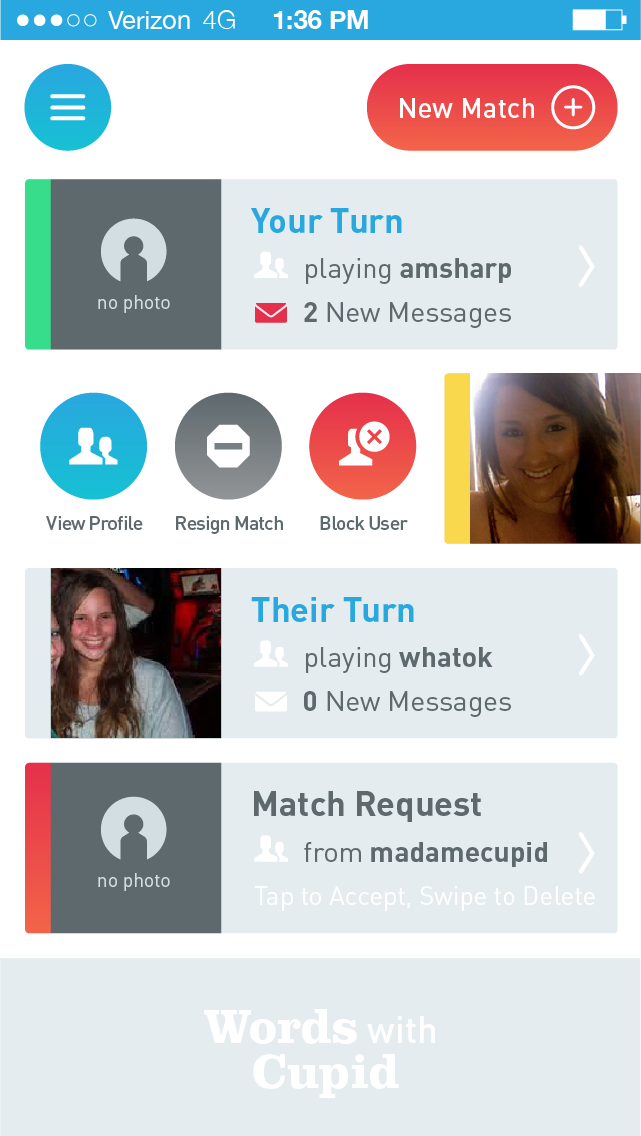 Verizon 4G 1:36 PM
New Match
Your Turn
no photo
playing amsharp
2 New Messages
View Profile
Resign Match
Block User
Their Turn
playing whatok
0 New Messages
Match Request
no photo
from madamecupid
Tap to Accept, Swipe to Delete
Words with
Cupid